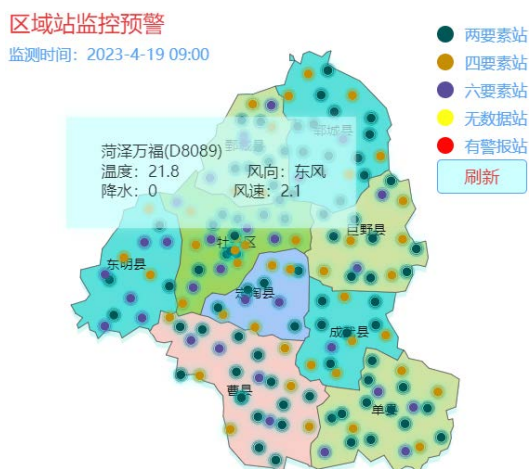 区域站监控预警
监测时间：2023-4-19 09:00
两要素站
四要素站
六要素站
无数据站
有警报站
刷新
菏泽万福(D8089)
温度：21.8 风向：东风
降水：0 风速：2.1
郓城县
巨野县
东明县
定陶县
成武县
曹县
单县